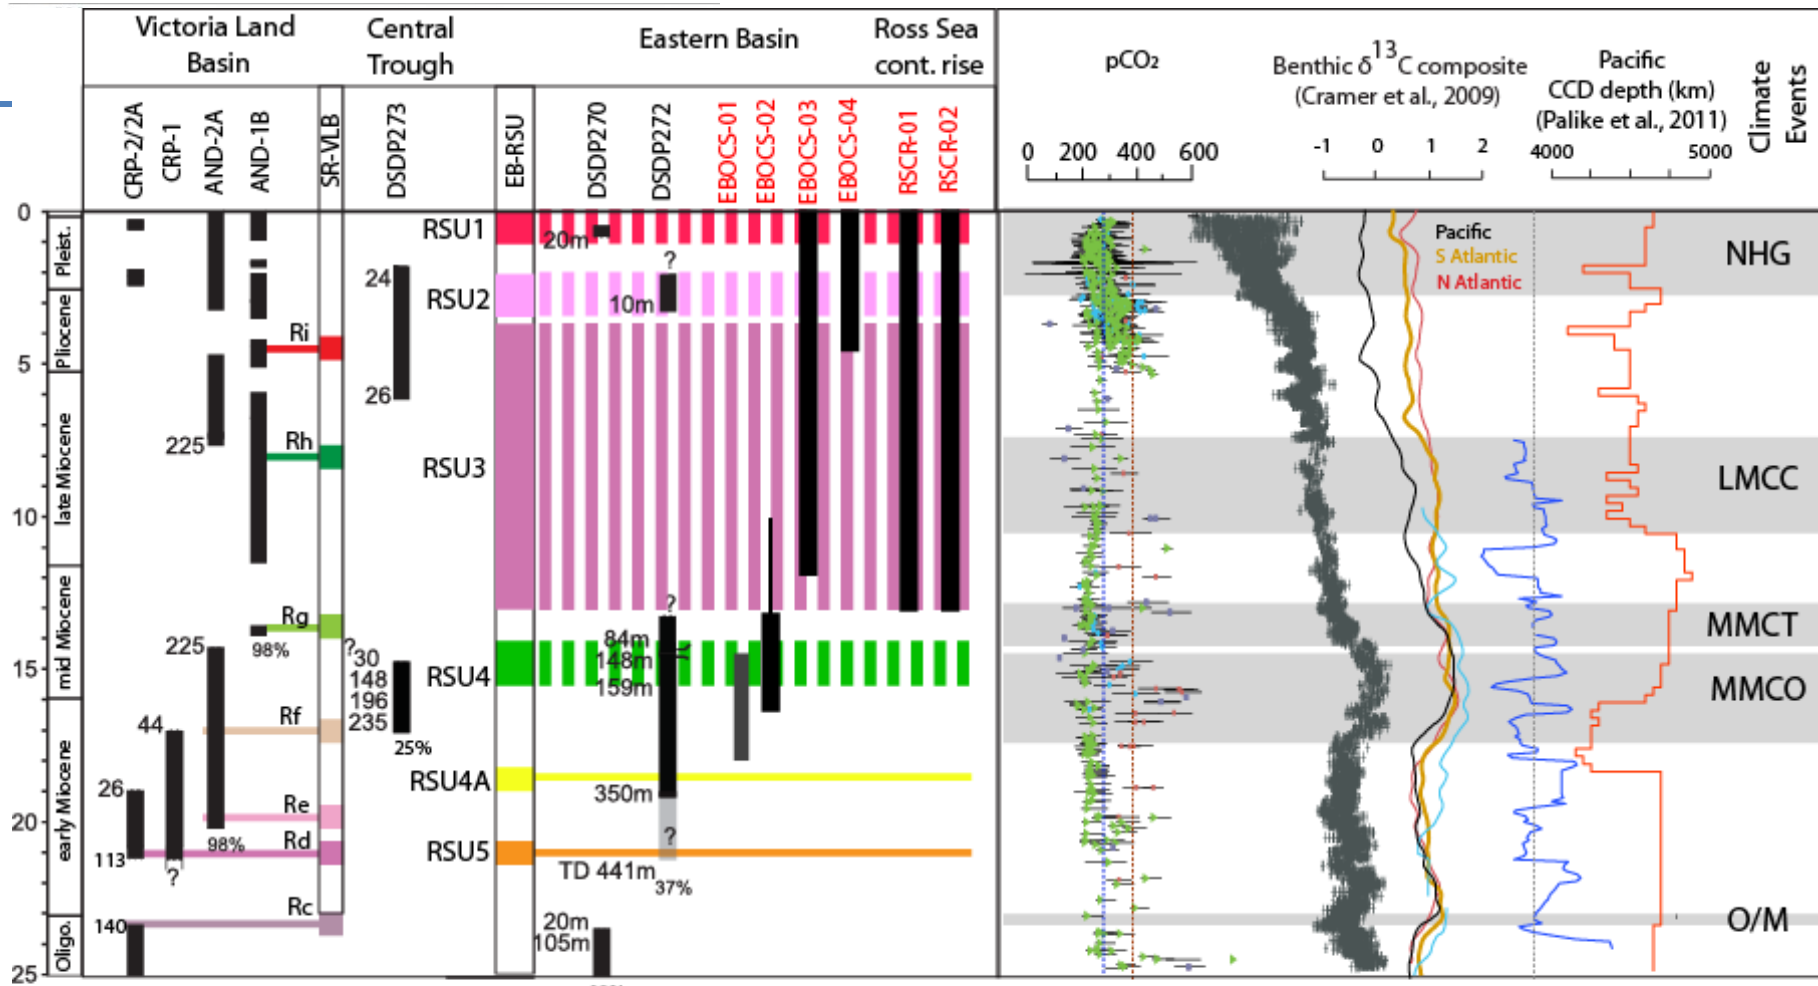 Victoria Land
Basin
Central
Trough
Eastern Basin
Ross Sea
cont. rise
pCO2
Benthic δ13C composite
(Cramer et al., 2009)
Pacific
CCD depth (km)
(Palike et al., 2011)
Climate
Events
CRP-2/2A
CRP-1
AND-2A
AND-1B
SR-VLB
DSDP273
EB-RSU
DSDP270
DSDP272
EBOCS-01
EBOCS-02
EBOCS-03
EBOCS-04
RSCR-01
RSCR-02
0 200 400 600
-1 0 1 2
4000 5000
0
5
10
15
20
25
Pleist.
Pliocene
late Miocene
mid Miocene
early Miocene
Oligo.
Ri
Rh
Rg
Rf
Re
Rd
Rc
225
225
98%
44
26
113
?
98%
140
24
26
?
30
148
196
235
25%
RSU1
RSU2
RSU3
RSU4
RSU4A
RSU5
20m
?
10m
?
84m
148m
159m
350m
?
TD 441m
37%
20m
105m
Pacific
S Atlantic
N Atlantic
NHG
LMCC
MMCT
MMCO
O/M